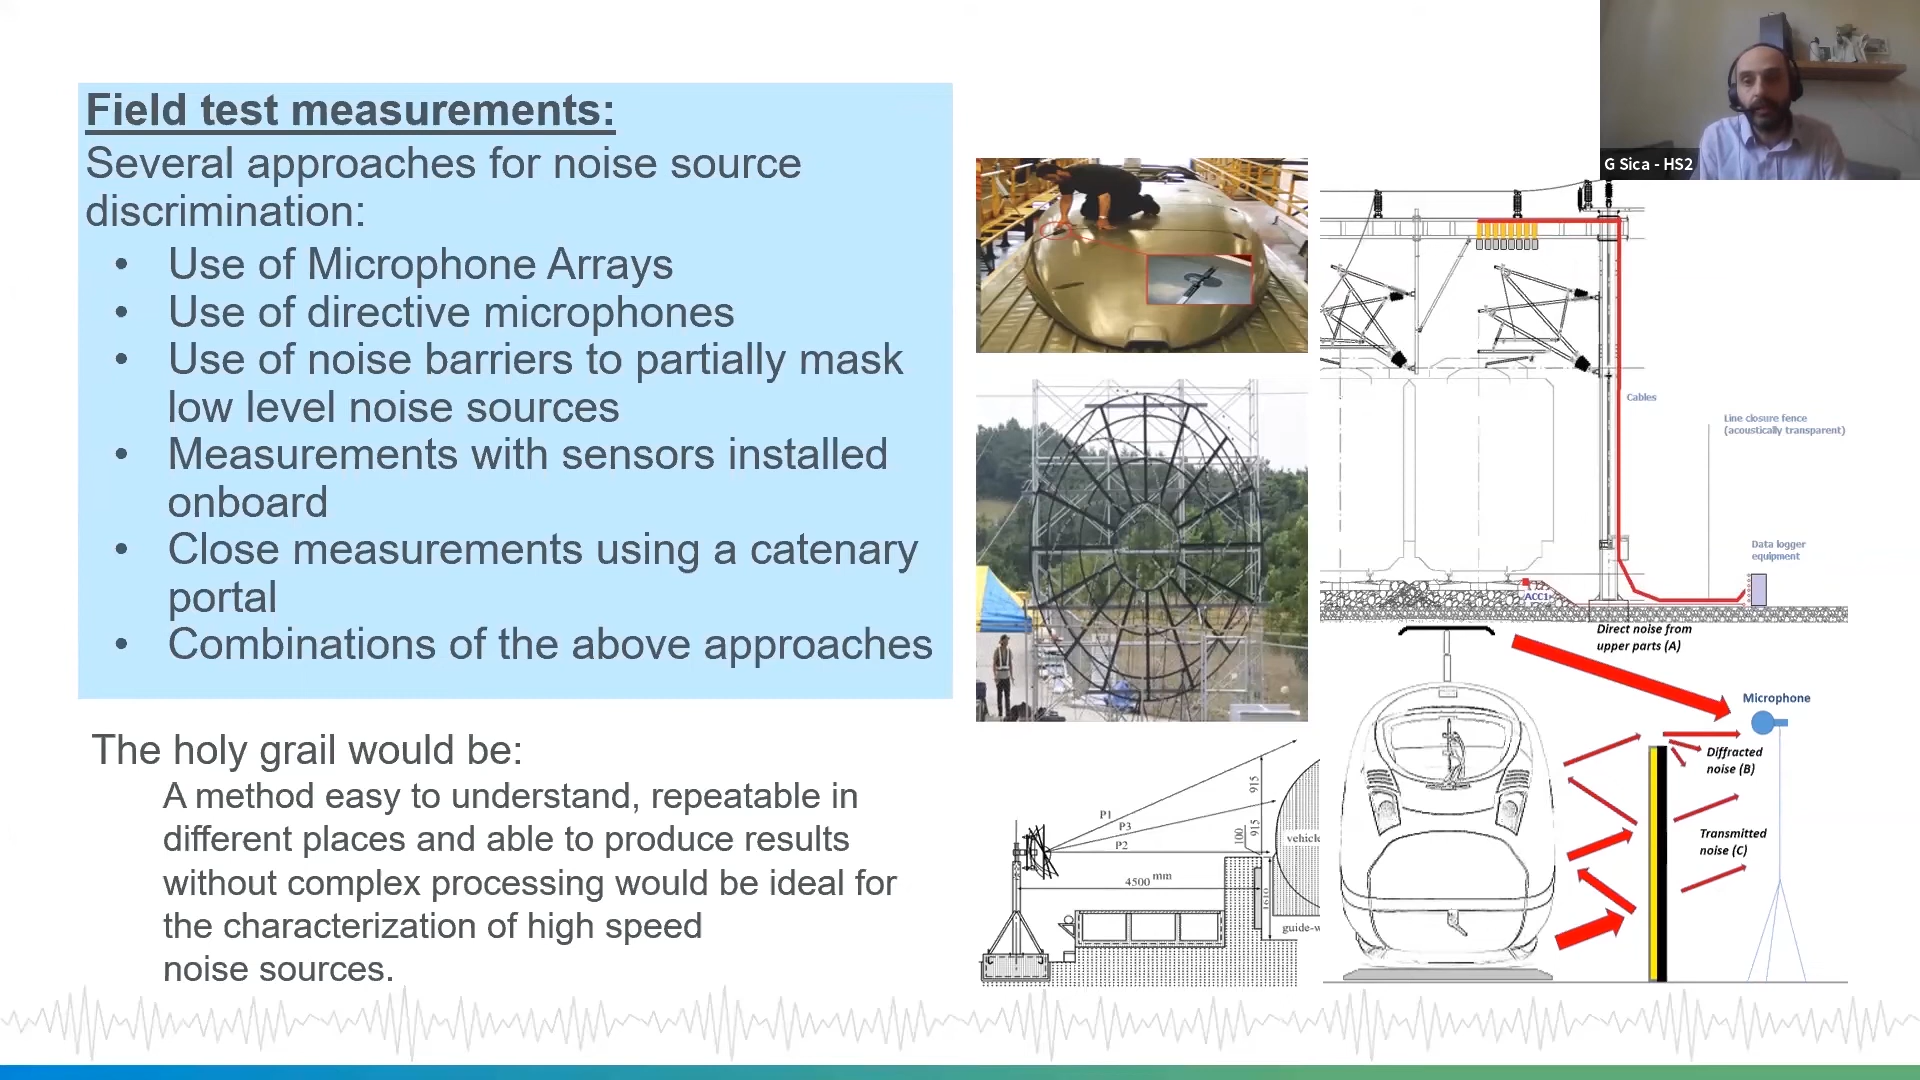 Field test measurements:
Several approaches for noise source
discrimination:
• Use of Microphone Arrays
• Use of directive microphones
• Use of noise barriers to partially mask
low level noise sources
• Measurements with sensors installed
onboard
• Close measurements using a catenary
portal
• Combinations of the above approaches
The holy grail would be:
A method easy to understand, repeatable in
different places and able to produce results
without complex processing would be ideal for
the characterization of high speed
noise sources.
G Sica - HS2
Cables
Line closure fence
(acoustically transparent)
Data logger
equipment
ACC1
Direct noise from
upper parts (A)
Microphone
Diffracted
noise (B)
Transmitted
noise (C)
P1
P3
P2
915
100
915
4500 mm
1610
vehicle
guide-w